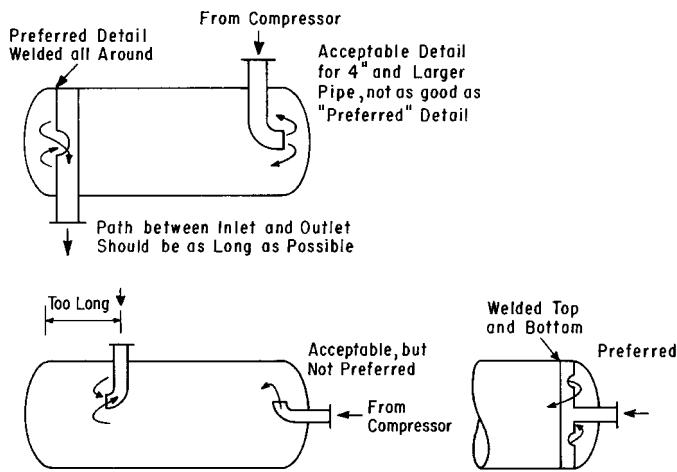 From Compressor
Preferred Detail
Welded all Around
Acceptable Detail
for 4" and Larger
Pipe, not as good as
"Preferred" Detail
Path between Inlet and Outlet
Should be as Long as Possible
Too Long
Acceptable, but
Not Preferred
From
Compressor
Welded Top
and Bottom
Preferred